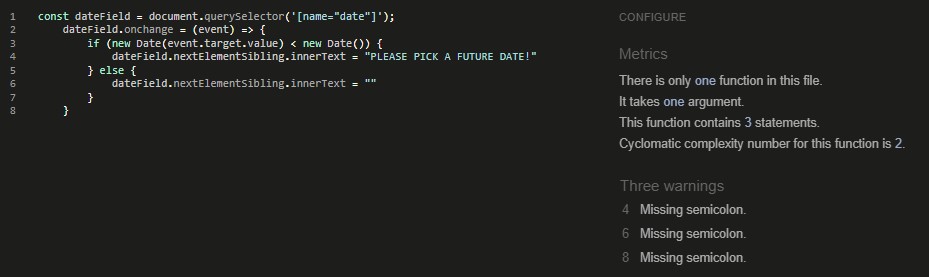 1 const dateField = document.querySelector('[name="date"]');
2 dateField.onchange = (event) => {
3 if (new Date(event.target.value) < new Date()) {
4 dateField.nextElementSibling.innerText = "PLEASE PICK A FUTURE DATE!"
5 } else {
6 dateField.nextElementSibling.innerText = ""
7 }
8 }
CONFIGURE
Metrics
There is only one function in this file.
It takes one argument.
This function contains 3 statements.
Cyclomatic complexity number for this function is 2.
Three warnings
4 Missing semicolon.
6 Missing semicolon.
8 Missing semicolon.